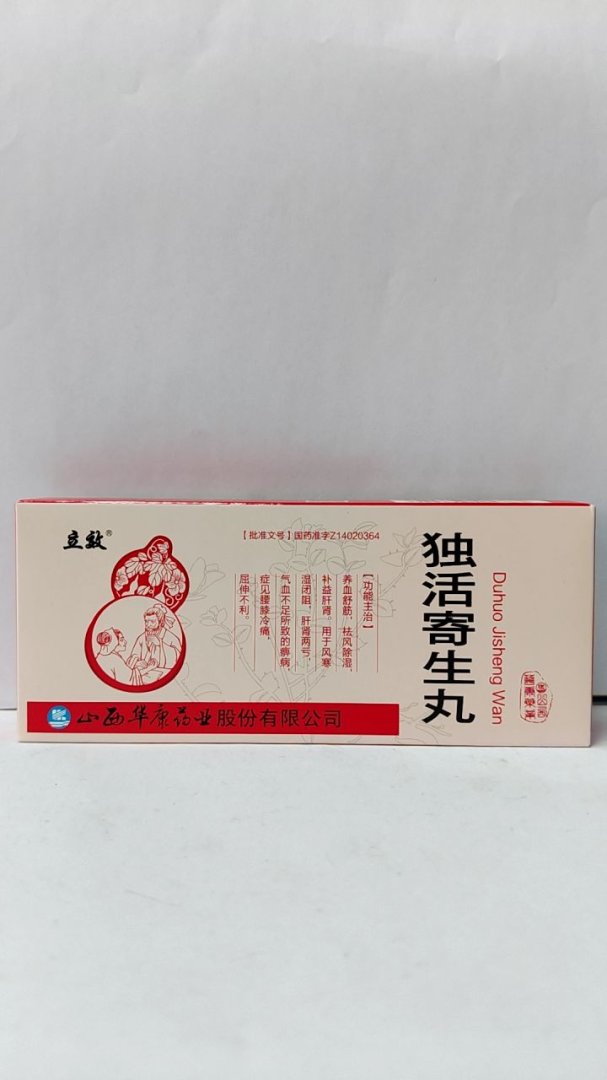 立效®
【批准文号】国药准字Z14020364
独活寄生丸
Duhuo Jisheng Wan
【功能主治】
养血舒筋，祛风除湿，
补益肝肾。用于风寒
湿闭阻，肝肾两亏，
气血不足所致的痹病，
症见腰膝冷痛，
屈伸不利。
山西华康药业股份有限公司